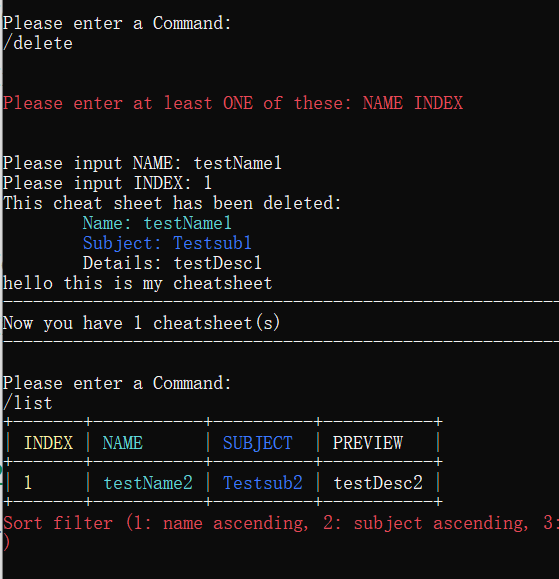 Please enter a Command:
/delete
Please enter at least ONE of these: NAME INDEX
Please input NAME: testName1
Please input INDEX: 1
This cheat sheet has been deleted:
Name: testName1
Subject: Testsub1
Details: testDesc1
hello this is my cheatsheet
Now you have 1 cheatsheet(s)
Please enter a Command:
/list
INDEX NAME SUBJECT PREVIEW
1 testName2 Testsub2 testDesc2
Sort filter (1: name ascending, 2: subject ascending, 3:
)